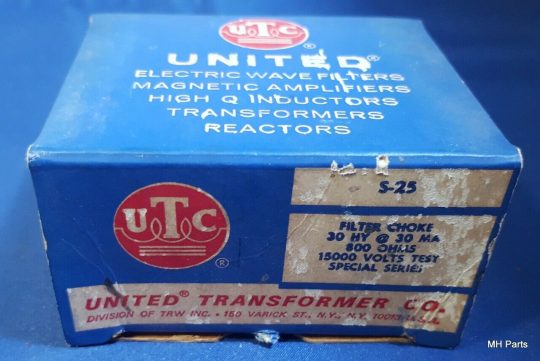 UTC
®
UNITED®
ELECTRIC WAVE FILTERS
MAGNETIC AMPLIFIERS
HIGH Q INDUCTORS
TRANSFORMERS
REACTORS
S-25
UTC
®
FILTER CHOKE
30 HY @ 30 MA
800 OHMS
15000 VOLTS TEST
SPECIAL SERIES
UNITED® TRANSFORMER CO.
DIVISION OF TRW INC. • 150 VARICK ST., N.Y., N.Y. 10013 U.S.A.
MH Parts